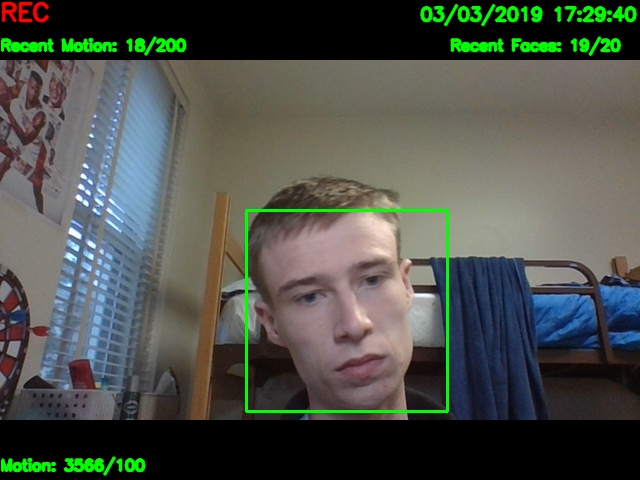 REC
03/03/2019 17:29:40
Recent Motion: 18/200
Recent Faces: 19/20
Motion: 3566/100